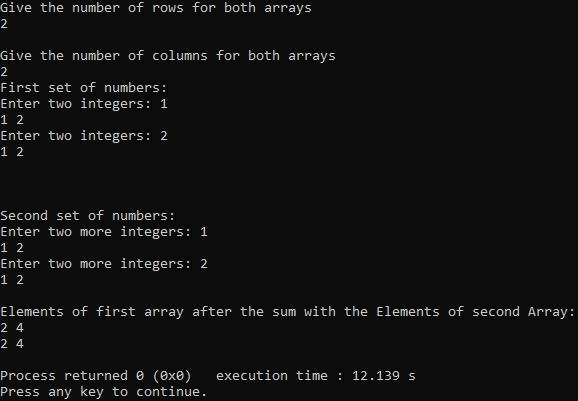 Give the number of rows for both arrays
2
Give the number of columns for both arrays
2
First set of numbers:
Enter two integers: 1
1 2
Enter two integers: 2
1 2
Second set of numbers:
Enter two more integers: 1
1 2
Enter two more integers: 2
1 2
Elements of first array after the sum with the Elements of second Array:
2 4
2 4
Process returned 0 (0x0)   execution time : 12.139 s
Press any key to continue.